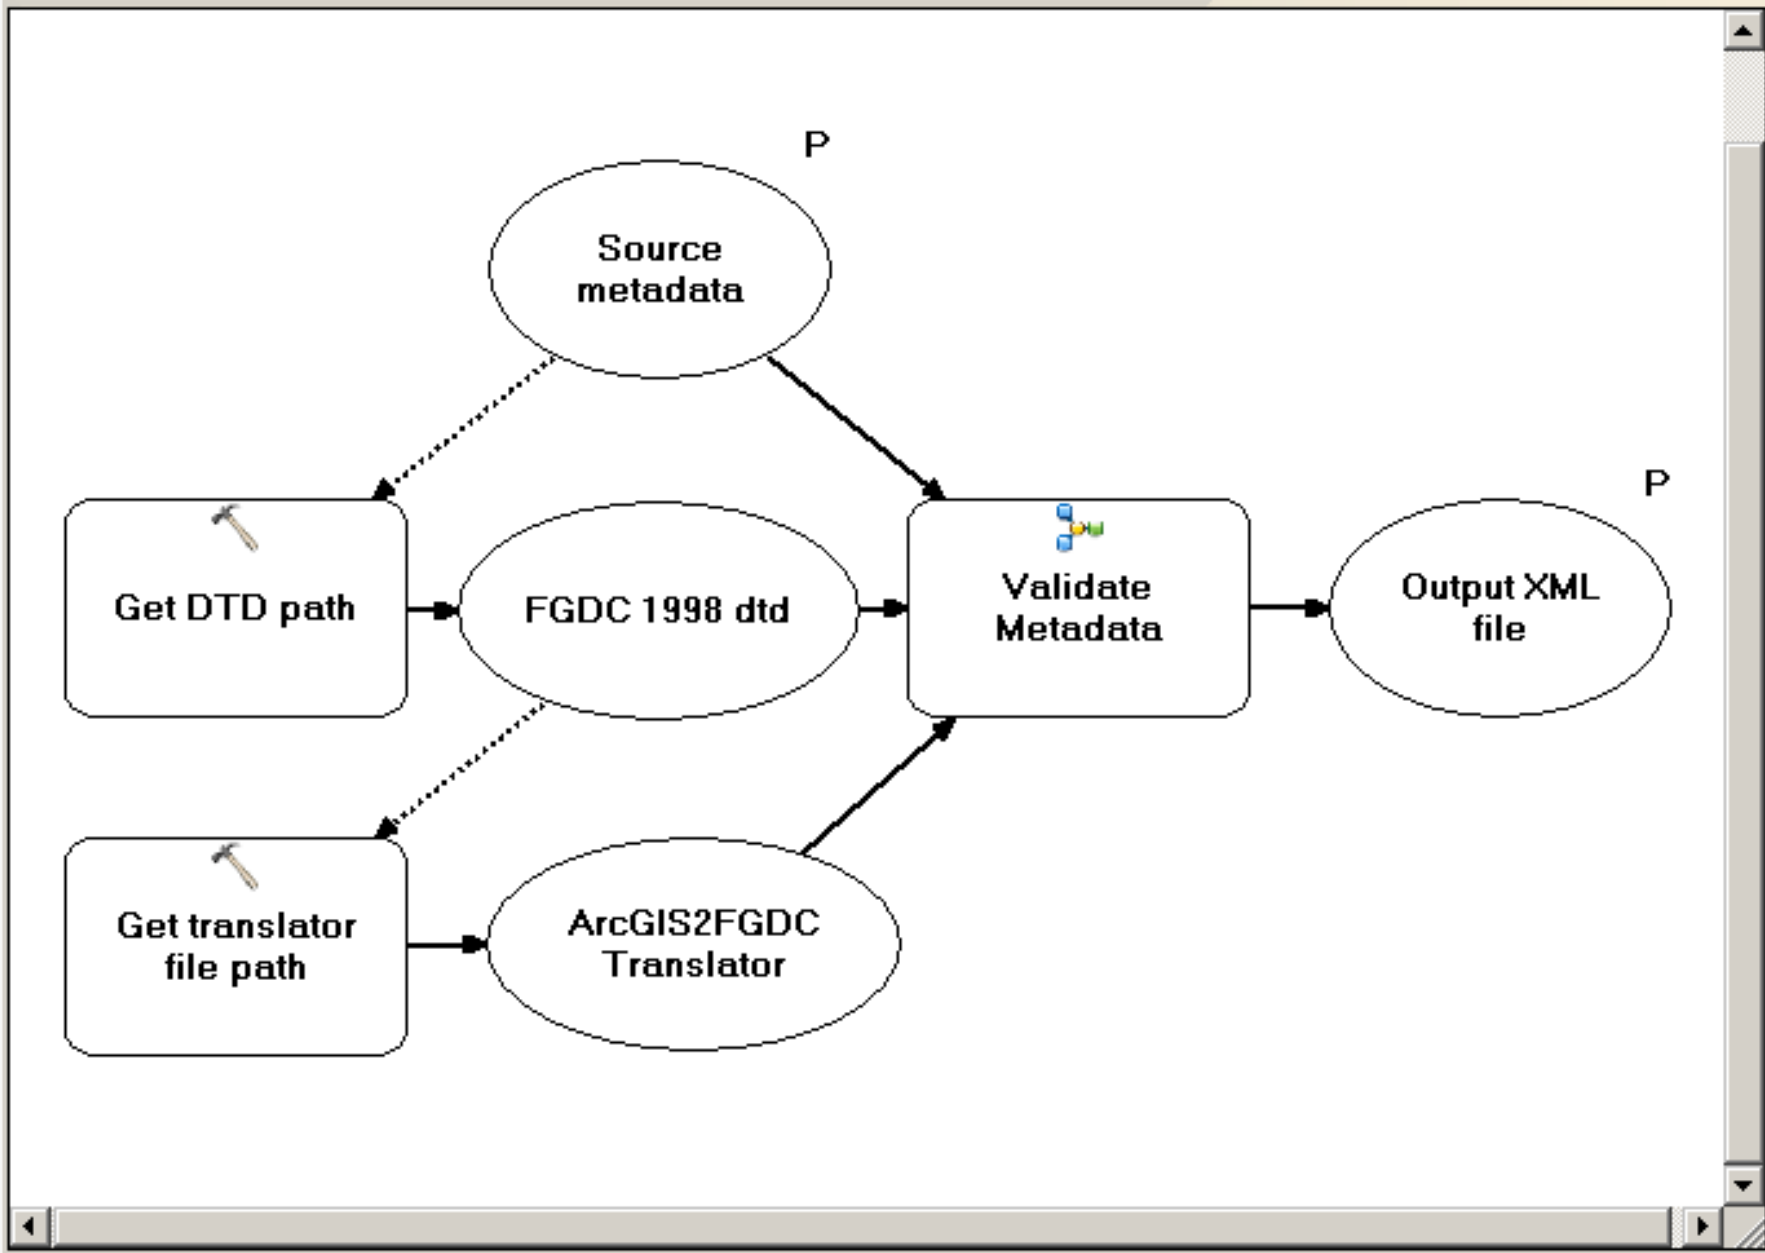 P
Source
metadata
P
Get DTD path
FGDC 1998 dtd
Validate
Metadata
Output XML
file
Get translator
file path
ArcGIS2FGDC
Translator